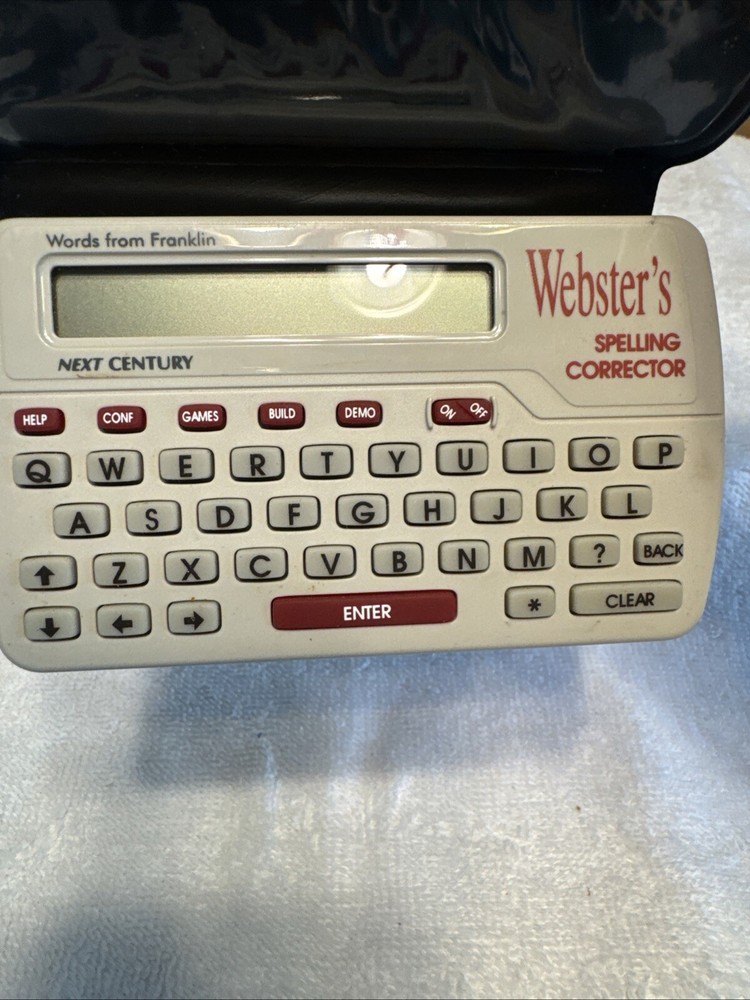 Words from Franklin
Webster's
SPELLING
CORRECTOR
NEXT CENTURY
HELP CONF GAMES BUILD DEMO ON OFF
Q W E R T Y U I O P
A S D F G H J K L
Z X C V B N M ? BACK
ENTER * CLEAR